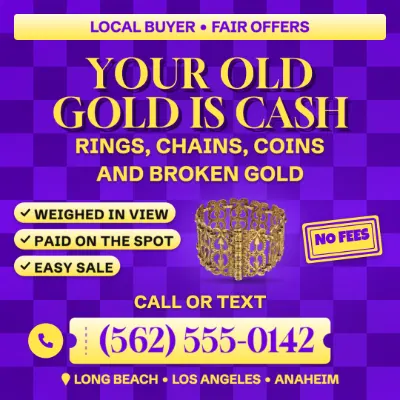 LOCAL BUYER • FAIR OFFERS
YOUR OLD
GOLD IS CASH
RINGS, CHAINS, COINS
AND BROKEN GOLD
✓ WEIGHED IN VIEW
✓ PAID ON THE SPOT
✓ EASY SALE
NO FEES
CALL OR TEXT
(562) 555-0142
LONG BEACH • LOS ANGELES • ANAHEIM